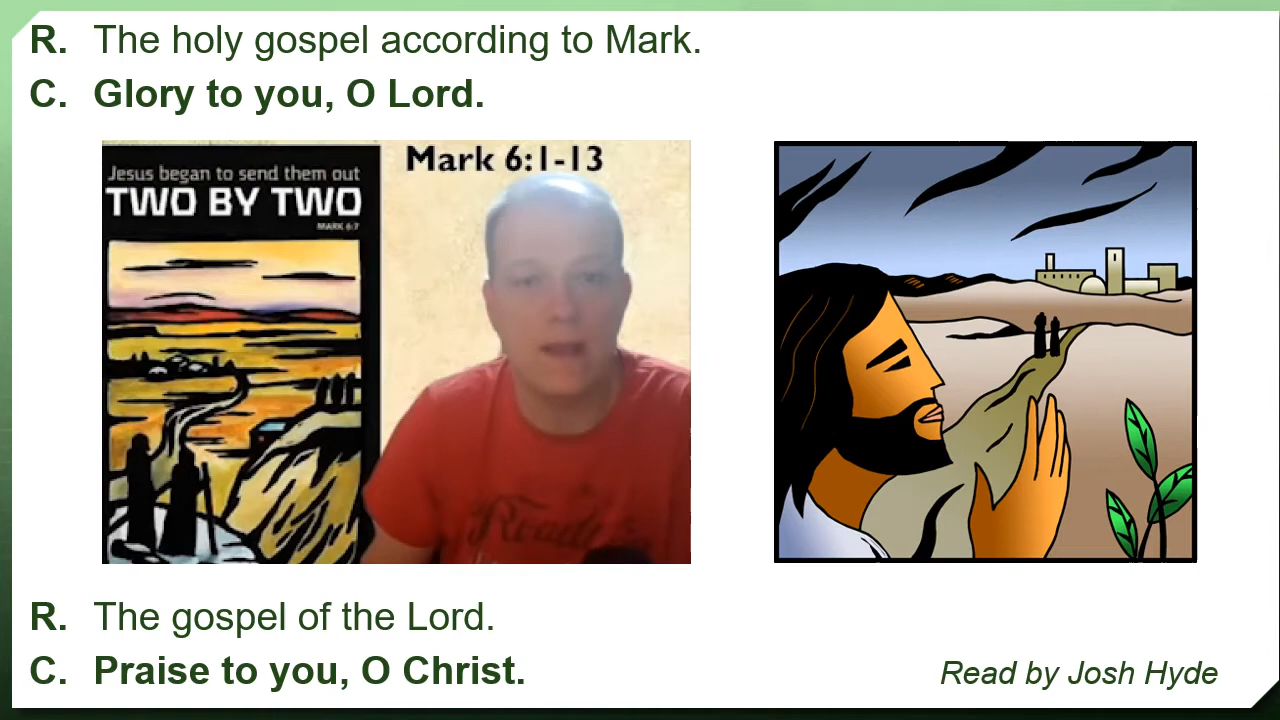 R. The holy gospel according to Mark.
C. Glory to you, O Lord.
Jesus began to send them out
TWO BY TWO
MARK 6:7
Mark 6:1-13
R. The gospel of the Lord.
C. Praise to you, O Christ.
Read by Josh Hyde